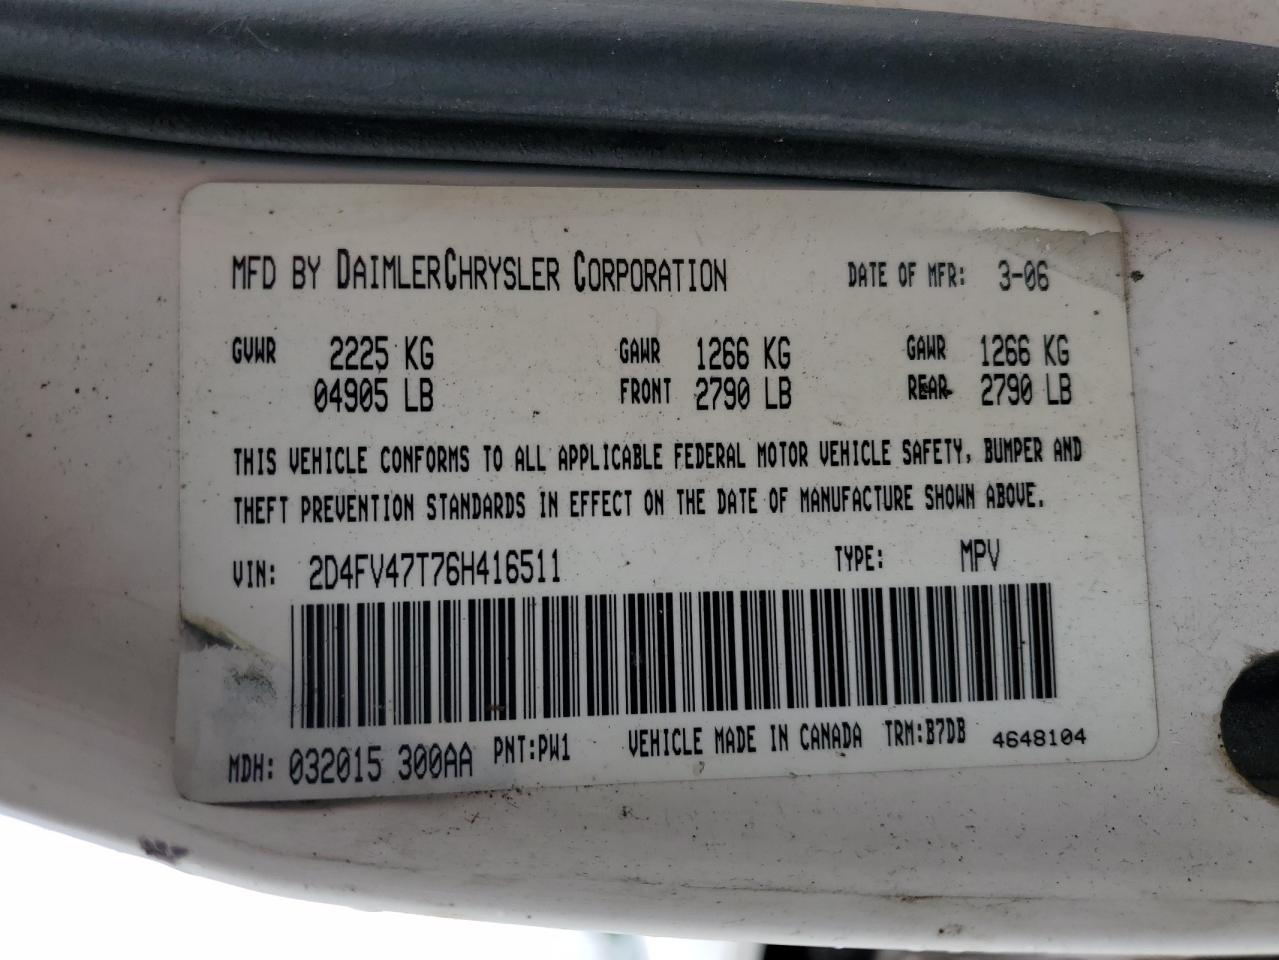 MFD BY DAIMLERCHRYSLER CORPORATION DATE OF MFR: 3-06
GVWR 2225 KG GAWR 1266 KG GAWR 1266 KG
04905 LB FRONT 2790 LB REAR 2790 LB
THIS VEHICLE CONFORMS TO ALL APPLICABLE FEDERAL MOTOR VEHICLE SAFETY, BUMPER AND
THEFT PREVENTION STANDARDS IN EFFECT ON THE DATE OF MANUFACTURE SHOWN ABOVE.
VIN: 2D4FV47T76H416511 TYPE: MPV
MDH: 032015 300AA PNT:PW1 VEHICLE MADE IN CANADA TRM:B7DB 4648104